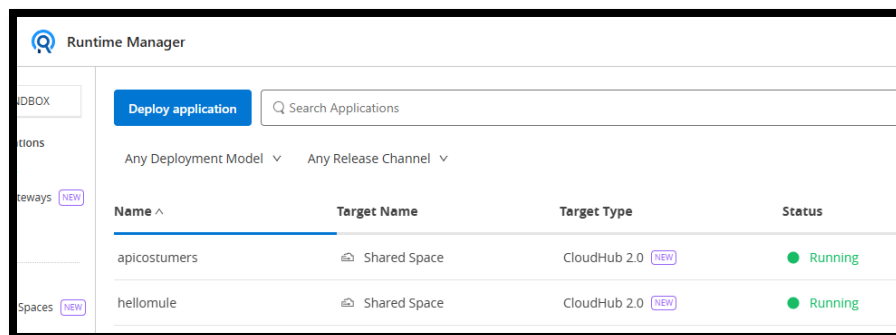 Runtime Manager
NDBOX
Deploy application
Search Applications
Any Deployment Model
Any Release Channel
NEW
Name
Target Name
Target Type
Status
apicostumers
Shared Space
CloudHub 2.0 NEW
Running
hellomule
Shared Space
CloudHub 2.0 NEW
Running
Spaces NEW